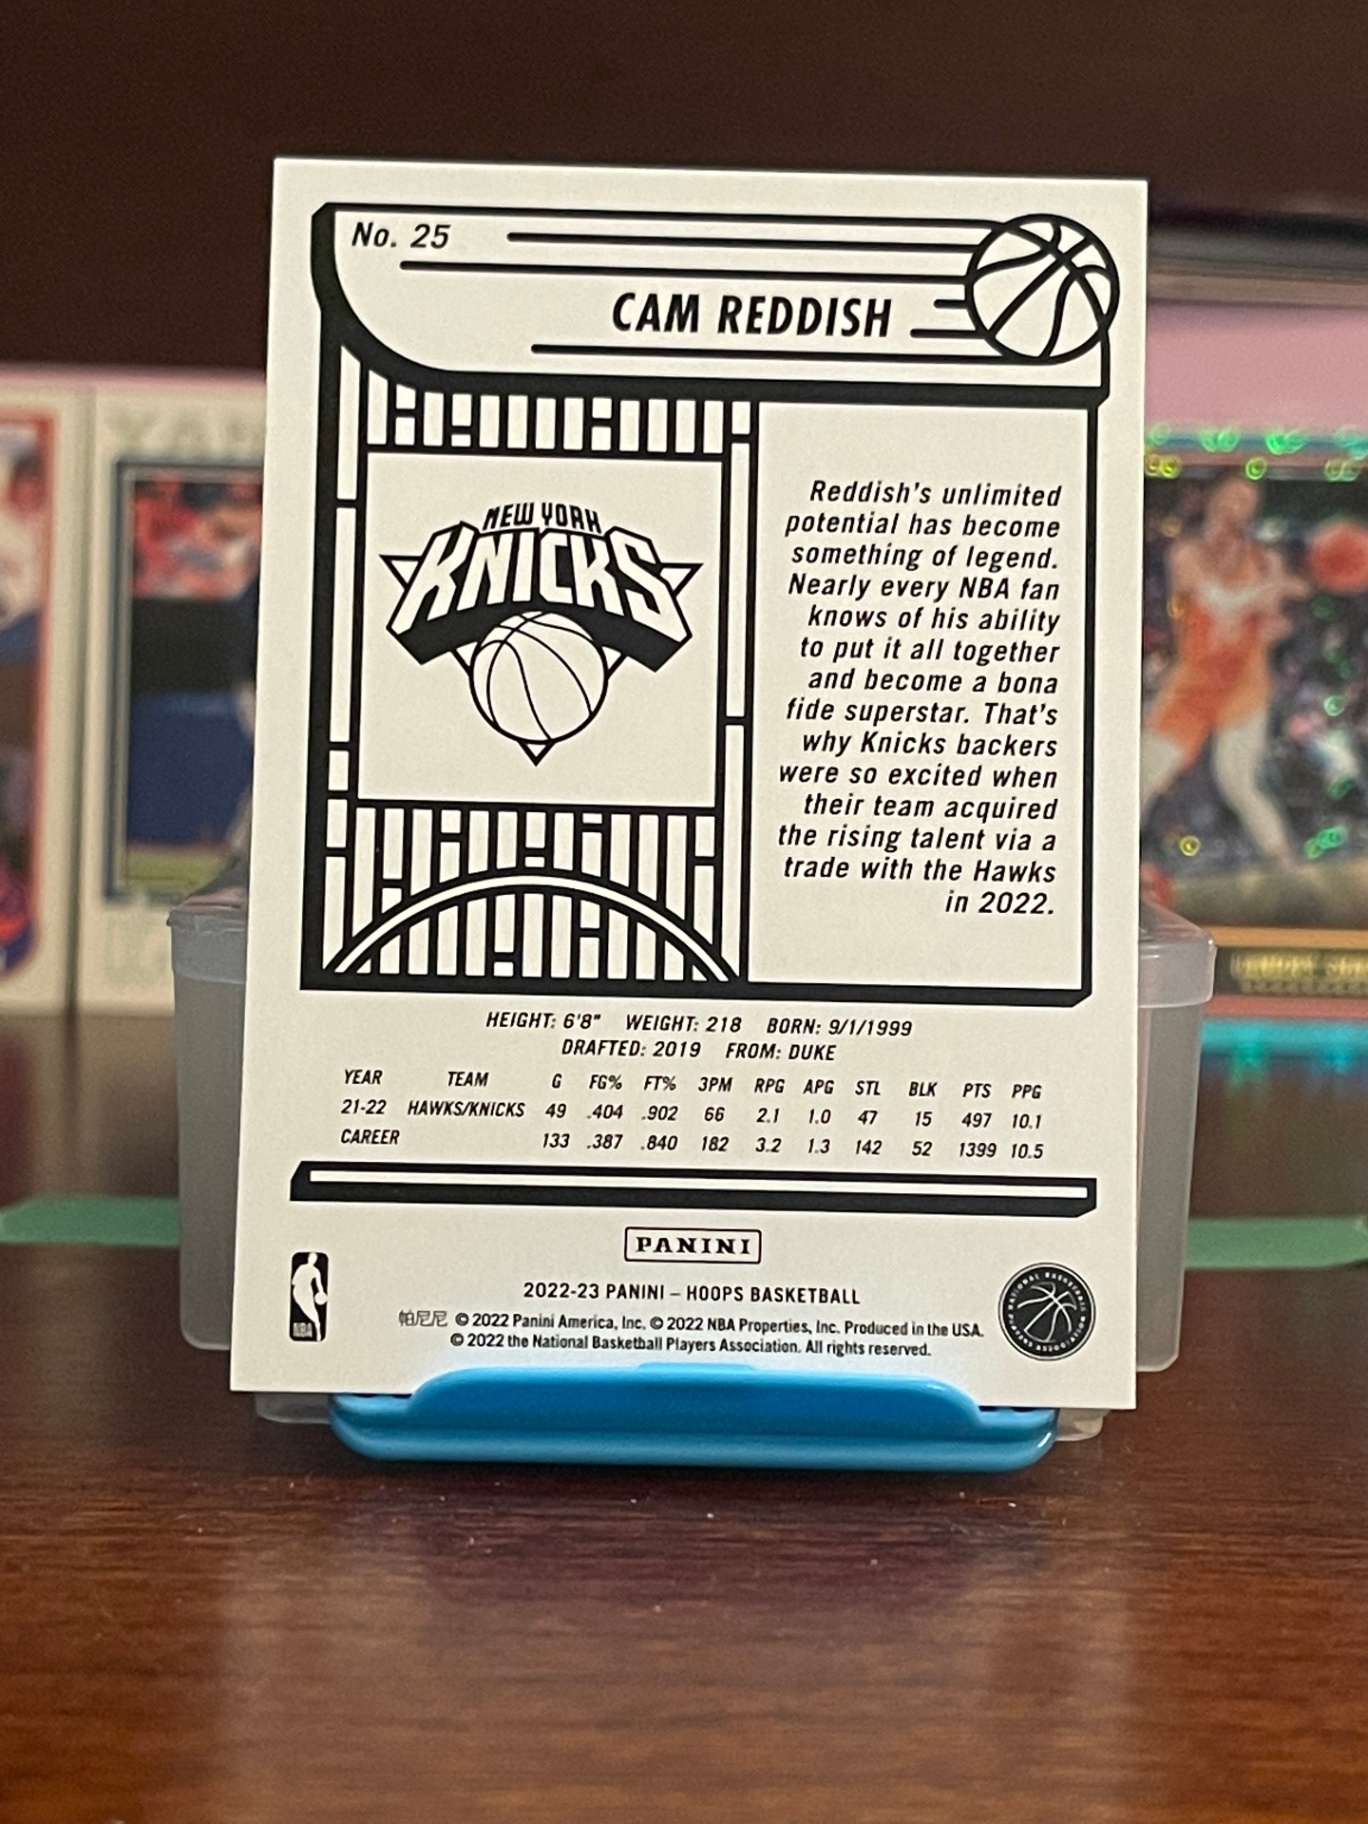 No. 25
CAM REDDISH
NEW YORK
KNICKS
Reddish's unlimited
potential has become
something of legend.
Nearly every NBA fan
knows of his ability
to put it all together
and become a bona
fide superstar. That's
why Knicks backers
were so excited when
their team acquired
the rising talent via a
trade with the Hawks
in 2022.
HEIGHT: 6'8" WEIGHT: 218 BORN: 9/1/1999
DRAFTED: 2019 FROM: DUKE
YEAR TEAM G FG% FT% 3PM RPG APG STL BLK PTS PPG
21-22 HAWKS/KNICKS 49 .404 .902 66 2.1 1.0 47 15 497 10.1
CAREER 133 .387 .840 182 3.2 1.3 142 52 1399 10.5
PANINI
NBA
2022-23 PANINI – HOOPS BASKETBALL
帕尼尼 © 2022 Panini America, Inc. © 2022 NBA Properties, Inc. Produced in the USA.
© 2022 the National Basketball Players Association. All rights reserved.